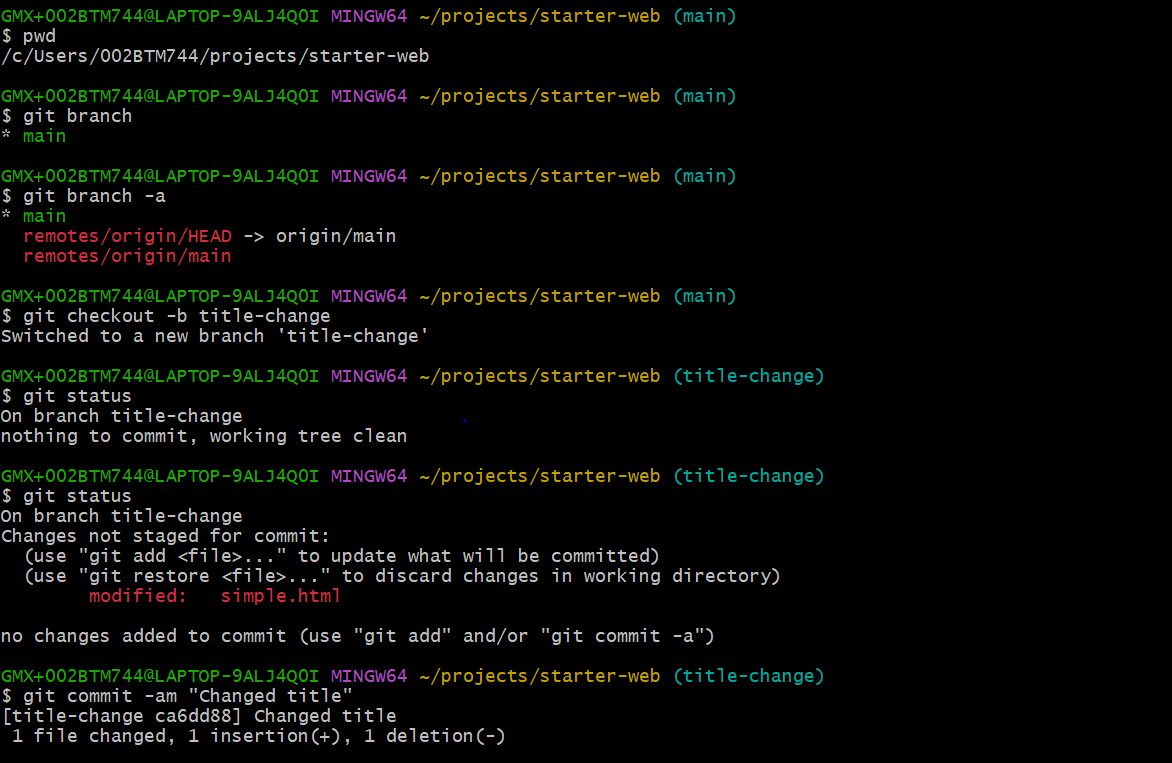 GMX+002BTM744@LAPTOP-9ALJ4Q0I MINGW64 ~/projects/starter-web (main)
$ pwd
/c/Users/002BTM744/projects/starter-web
GMX+002BTM744@LAPTOP-9ALJ4Q0I MINGW64 ~/projects/starter-web (main)
$ git branch
* main
GMX+002BTM744@LAPTOP-9ALJ4Q0I MINGW64 ~/projects/starter-web (main)
$ git branch -a
* main
  remotes/origin/HEAD -> origin/main
  remotes/origin/main
GMX+002BTM744@LAPTOP-9ALJ4Q0I MINGW64 ~/projects/starter-web (main)
$ git checkout -b title-change
Switched to a new branch 'title-change'
GMX+002BTM744@LAPTOP-9ALJ4Q0I MINGW64 ~/projects/starter-web (title-change)
$ git status
On branch title-change
nothing to commit, working tree clean
GMX+002BTM744@LAPTOP-9ALJ4Q0I MINGW64 ~/projects/starter-web (title-change)
$ git status
On branch title-change
Changes not staged for commit:
  (use "git add <file>..." to update what will be committed)
  (use "git restore <file>..." to discard changes in working directory)
        modified:   simple.html
no changes added to commit (use "git add" and/or "git commit -a")
GMX+002BTM744@LAPTOP-9ALJ4Q0I MINGW64 ~/projects/starter-web (title-change)
$ git commit -am "Changed title"
[title-change ca6dd88] Changed title
 1 file changed, 1 insertion(+), 1 deletion(-)